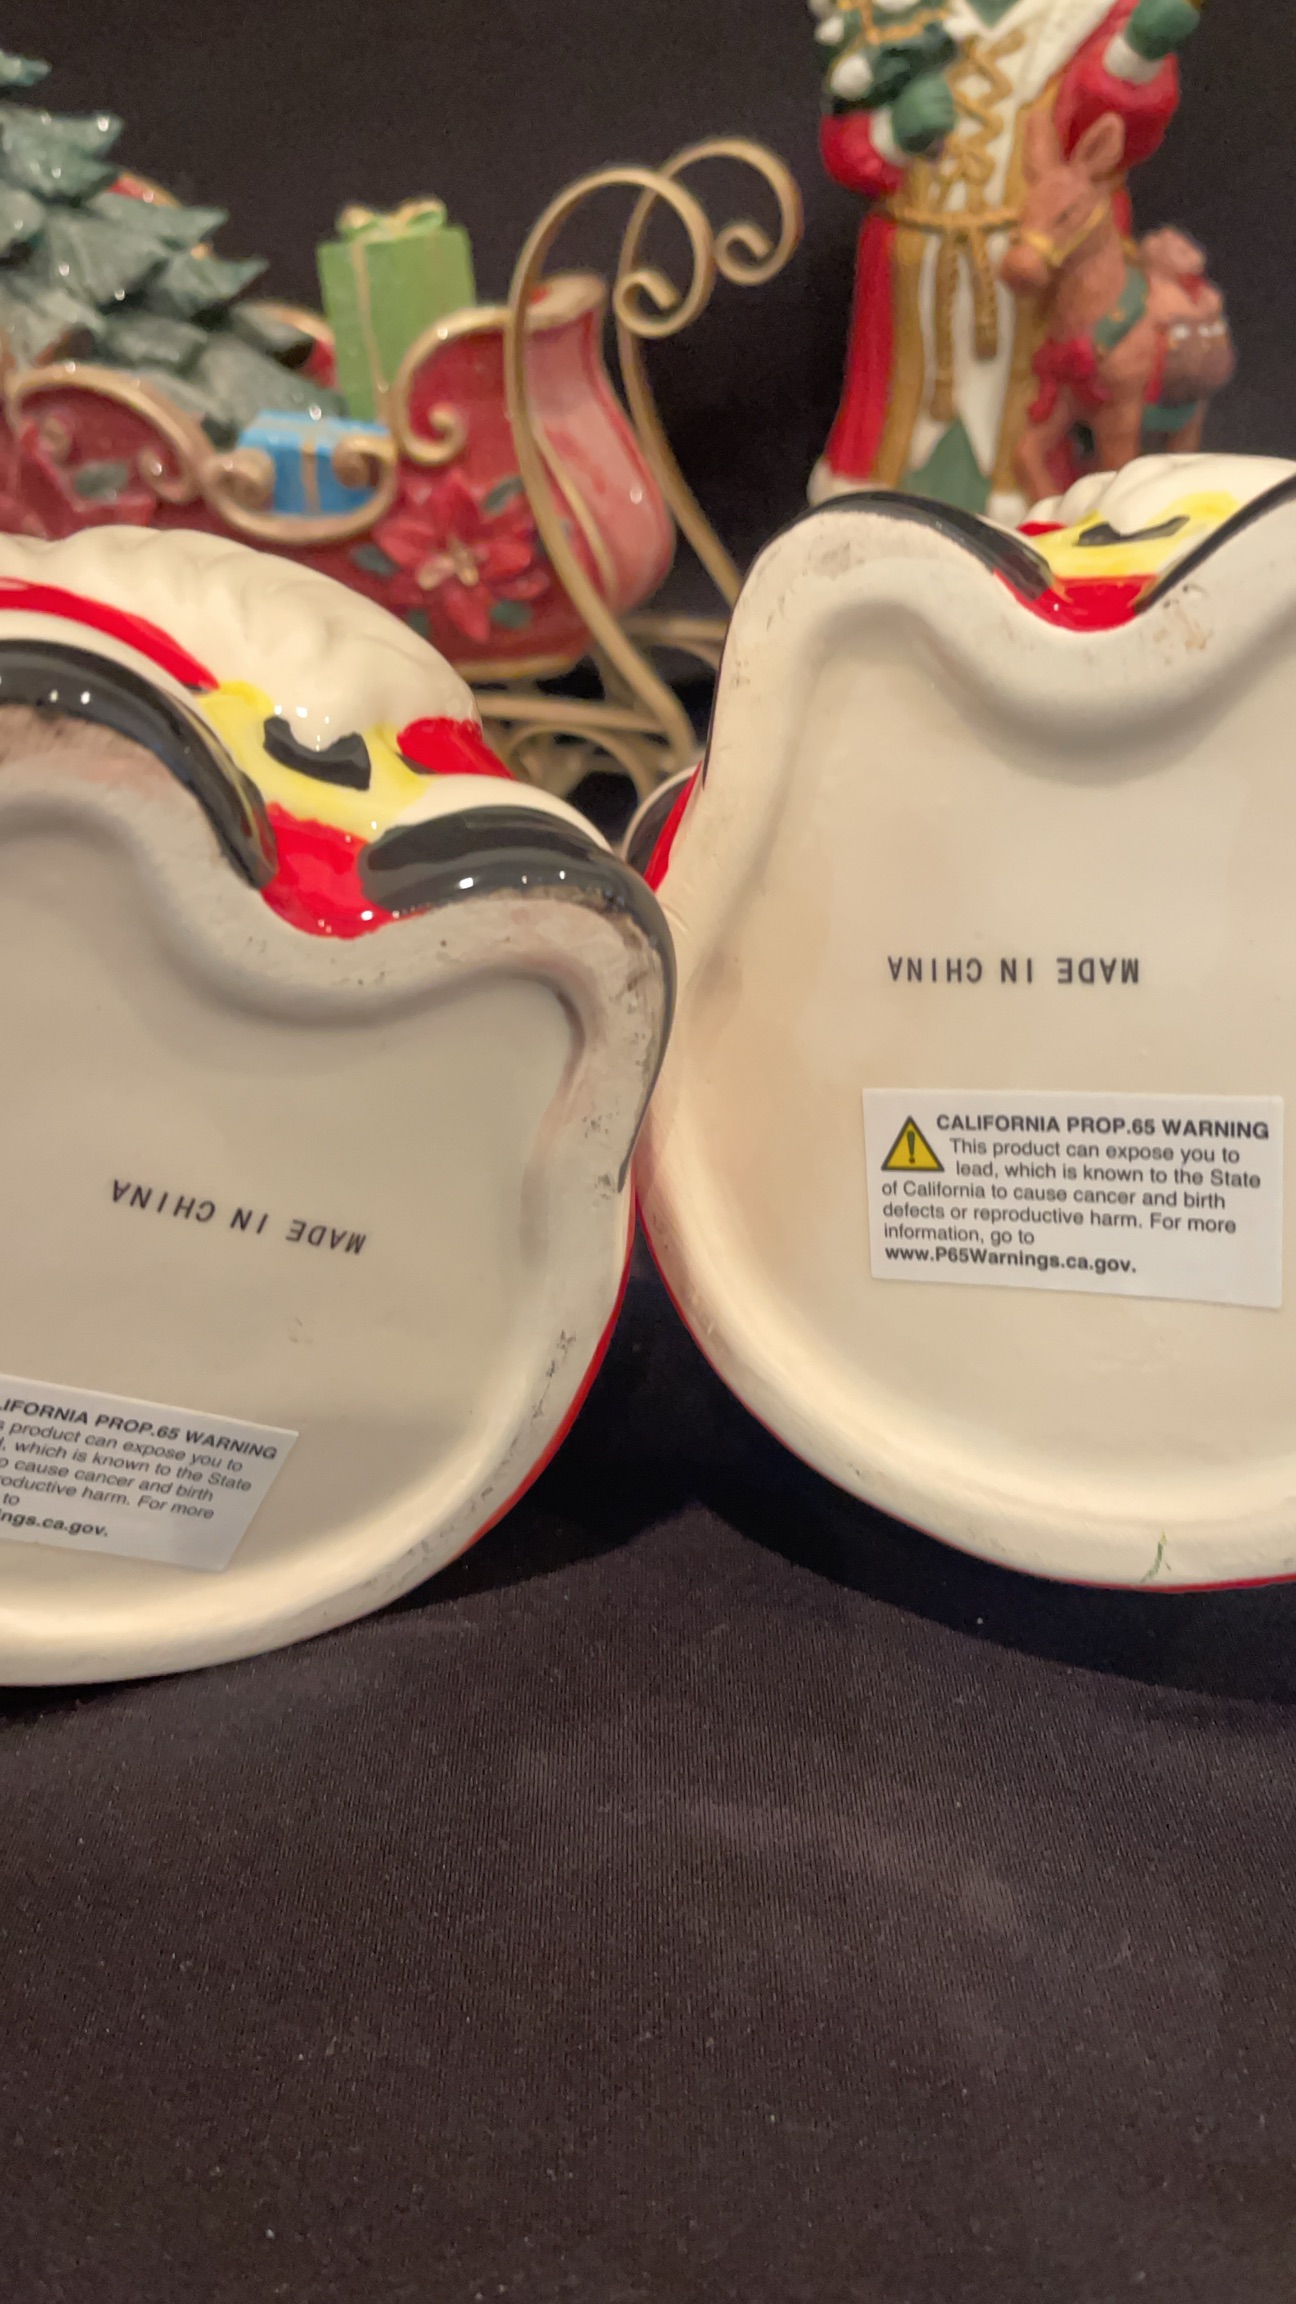 MADE IN CHINA
CALIFORNIA PROP.65 WARNING
This product can expose you to
lead, which is known to the State
of California to cause cancer and birth
defects or reproductive harm. For more
information, go to
www.P65Warnings.ca.gov.
MADE IN CHINA
PROP.65 WARNING
product can expose you to
which is known to the State
cause cancer and birth
harm. For more
to
ngs.ca.gov.